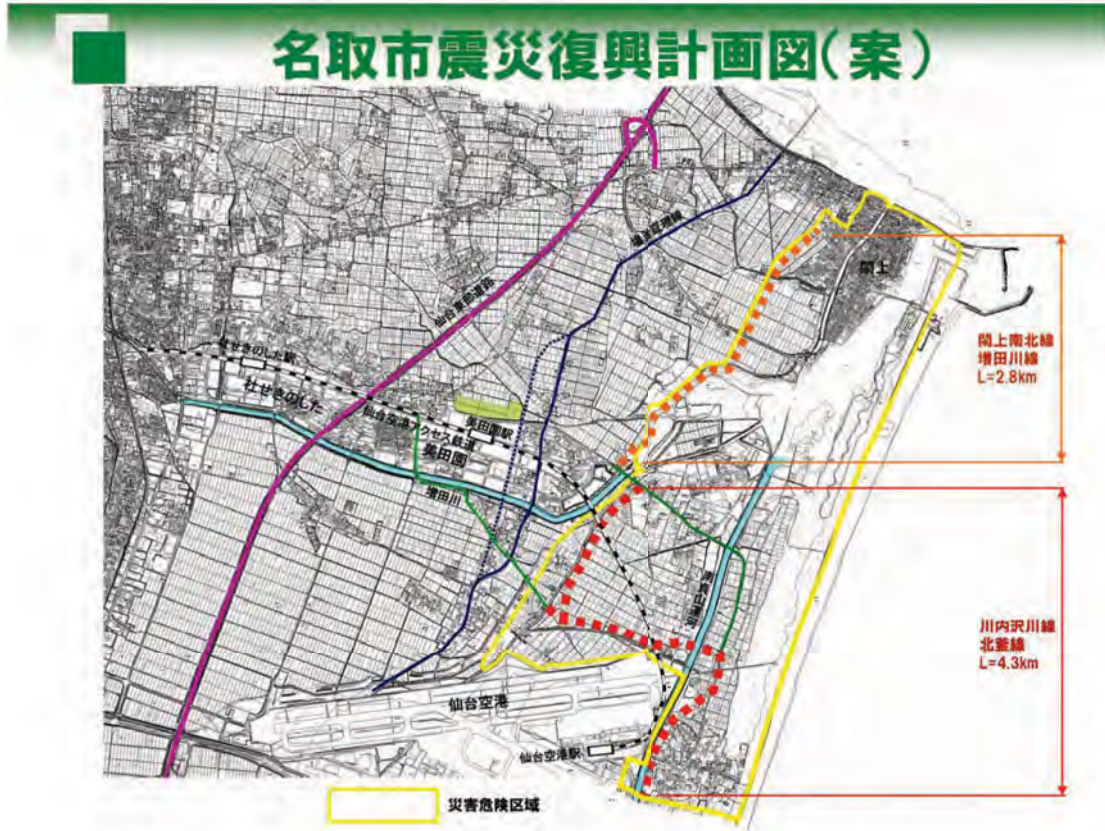 名取市震災復興計画図(案)
閖上
仙台東部道路
閖上南北線
増田川線
L=2.8km
杜せきのした駅
杜せきのした
仙台空港アクセス鉄道
美田園駅
美田園
増田川
川内沢川線
北釜線
L=4.3km
仙台空港
仙台空港駅
災害危険区域